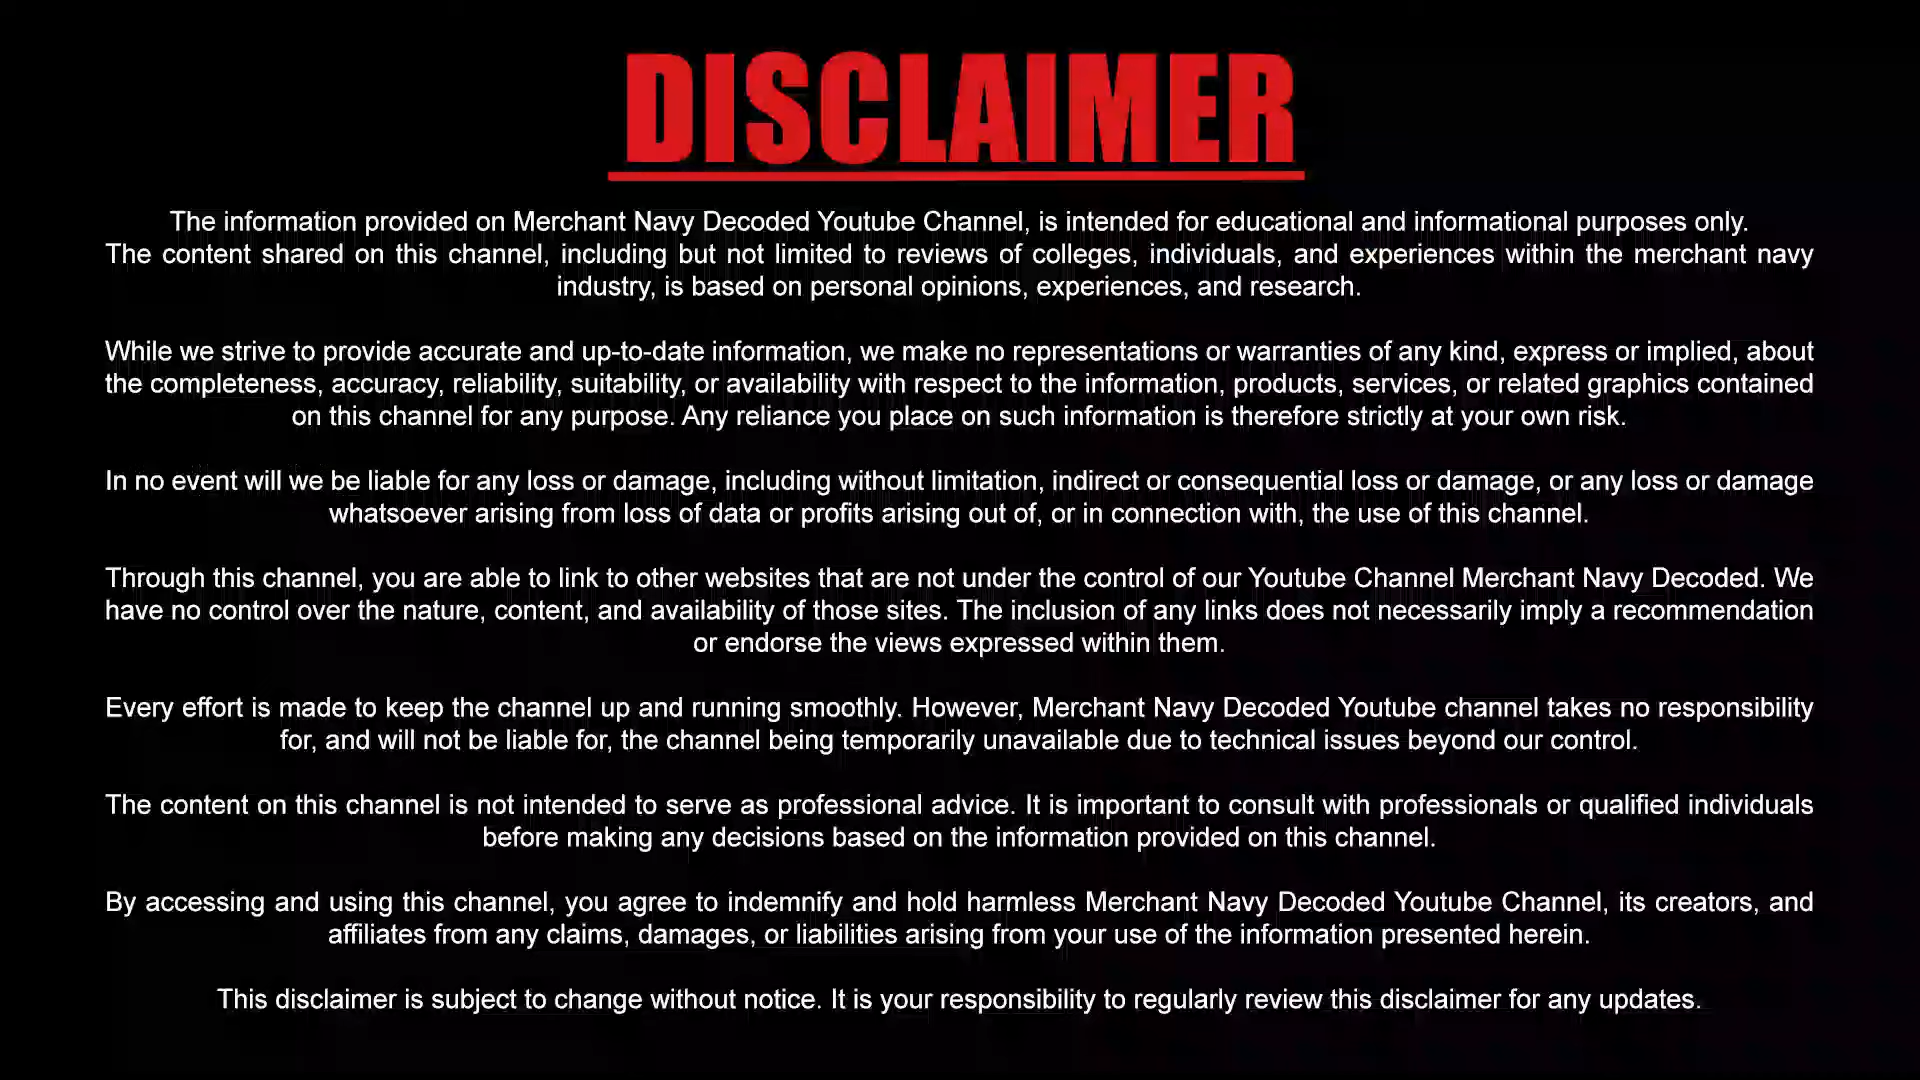 DISCLAIMER
The information provided on Merchant Navy Decoded Youtube Channel, is intended for educational and informational purposes only.
The content shared on this channel, including but not limited to reviews of colleges, individuals, and experiences within the merchant navy
industry, is based on personal opinions, experiences, and research.
While we strive to provide accurate and up-to-date information, we make no representations or warranties of any kind, express or implied, about
the completeness, accuracy, reliability, suitability, or availability with respect to the information, products, services, or related graphics contained
on this channel for any purpose. Any reliance you place on such information is therefore strictly at your own risk.
In no event will we be liable for any loss or damage, including without limitation, indirect or consequential loss or damage, or any loss or damage
whatsoever arising from loss of data or profits arising out of, or in connection with, the use of this channel.
Through this channel, you are able to link to other websites that are not under the control of our Youtube Channel Merchant Navy Decoded. We
have no control over the nature, content, and availability of those sites. The inclusion of any links does not necessarily imply a recommendation
or endorse the views expressed within them.
Every effort is made to keep the channel up and running smoothly. However, Merchant Navy Decoded Youtube channel takes no responsibility
for, and will not be liable for, the channel being temporarily unavailable due to technical issues beyond our control.
The content on this channel is not intended to serve as professional advice. It is important to consult with professionals or qualified individuals
before making any decisions based on the information provided on this channel.
By accessing and using this channel, you agree to indemnify and hold harmless Merchant Navy Decoded Youtube Channel, its creators, and
affiliates from any claims, damages, or liabilities arising from your use of the information presented herein.
This disclaimer is subject to change without notice. It is your responsibility to regularly review this disclaimer for any updates.